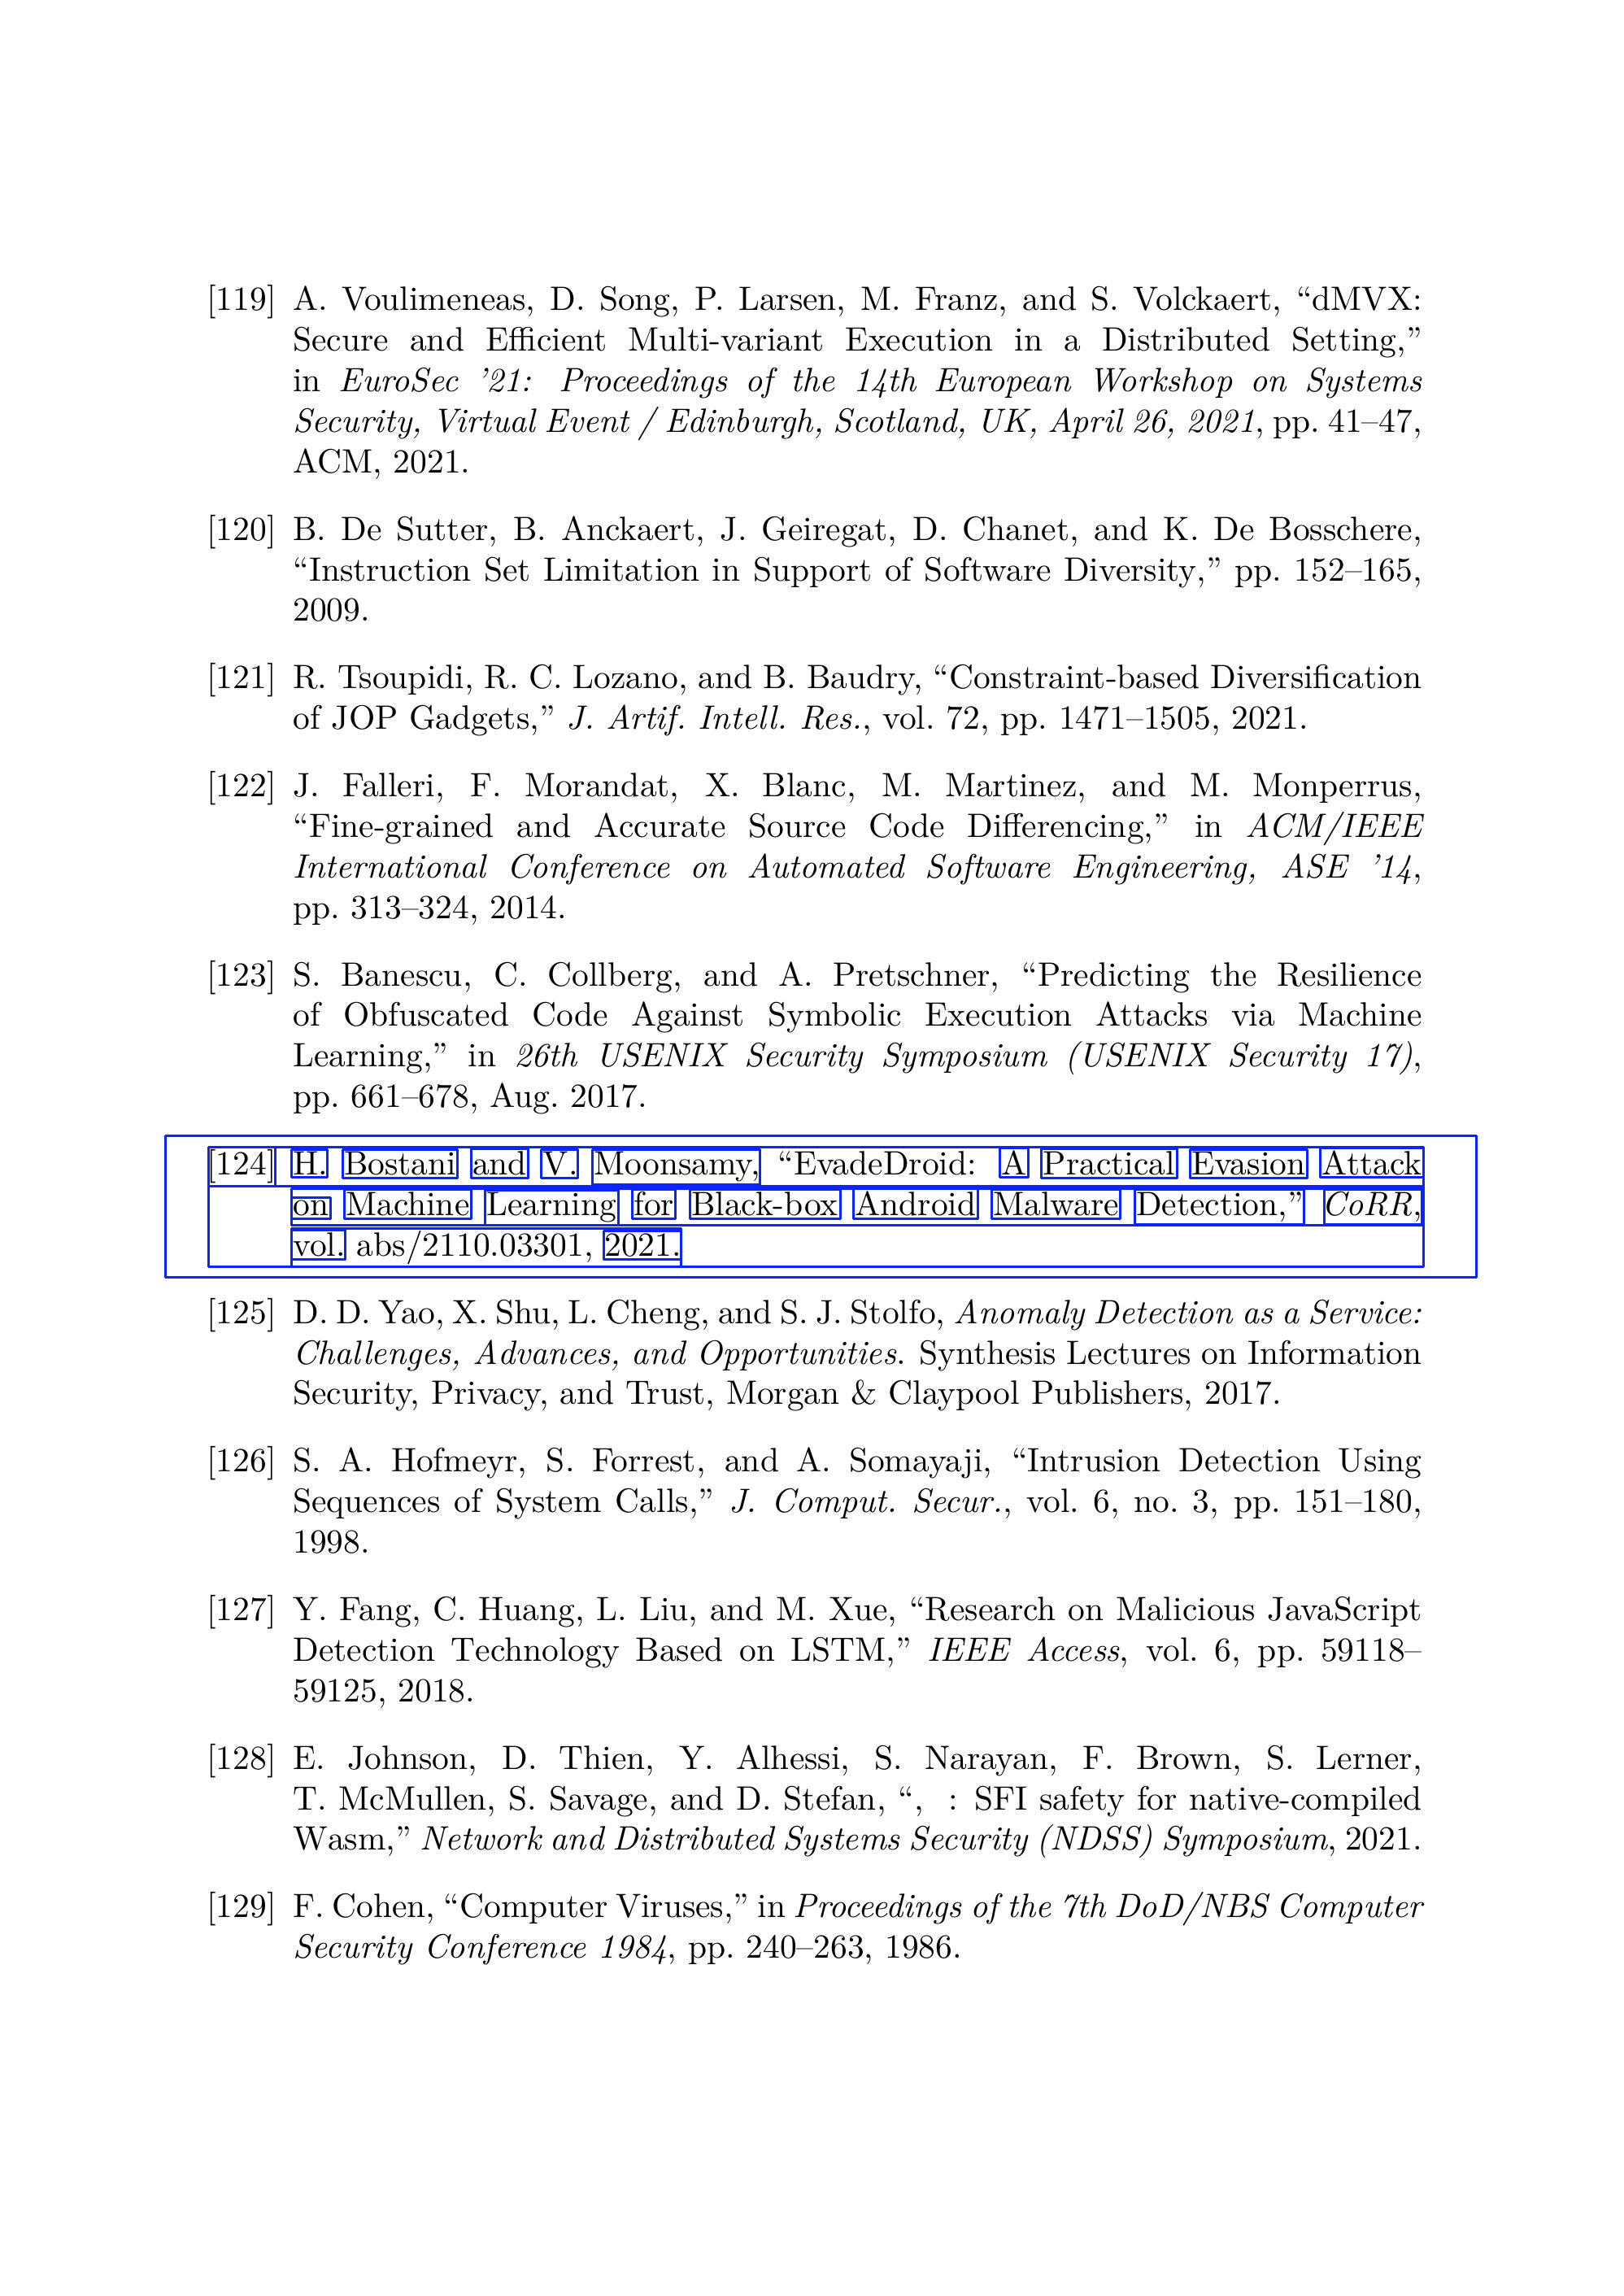 [119] A. Voulimeneas, D. Song, P. Larsen, M. Franz, and S. Volckaert, “dMVX:
Secure and Efficient Multi-variant Execution in a Distributed Setting,”
in EuroSec ’21: Proceedings of the 14th European Workshop on Systems
Security, Virtual Event / Edinburgh, Scotland, UK, April 26, 2021, pp. 41–47,
ACM, 2021.
[120] B. De Sutter, B. Anckaert, J. Geiregat, D. Chanet, and K. De Bosschere,
“Instruction Set Limitation in Support of Software Diversity,” pp. 152–165,
2009.
[121] R. Tsoupidi, R. C. Lozano, and B. Baudry, “Constraint-based Diversification
of JOP Gadgets,” J. Artif. Intell. Res., vol. 72, pp. 1471–1505, 2021.
[122] J. Falleri, F. Morandat, X. Blanc, M. Martinez, and M. Monperrus,
“Fine-grained and Accurate Source Code Differencing,” in ACM/IEEE
International Conference on Automated Software Engineering, ASE ’14,
pp. 313–324, 2014.
[123] S. Banescu, C. Collberg, and A. Pretschner, “Predicting the Resilience
of Obfuscated Code Against Symbolic Execution Attacks via Machine
Learning,” in 26th USENIX Security Symposium (USENIX Security 17),
pp. 661–678, Aug. 2017.
[124] H. Bostani and V. Moonsamy, “EvadeDroid: A Practical Evasion Attack
on Machine Learning for Black-box Android Malware Detection,” CoRR,
vol. abs/2110.03301, 2021.
[125] D. D. Yao, X. Shu, L. Cheng, and S. J. Stolfo, Anomaly Detection as a Service:
Challenges, Advances, and Opportunities. Synthesis Lectures on Information
Security, Privacy, and Trust, Morgan & Claypool Publishers, 2017.
[126] S. A. Hofmeyr, S. Forrest, and A. Somayaji, “Intrusion Detection Using
Sequences of System Calls,” J. Comput. Secur., vol. 6, no. 3, pp. 151–180,
1998.
[127] Y. Fang, C. Huang, L. Liu, and M. Xue, “Research on Malicious JavaScript
Detection Technology Based on LSTM,” IEEE Access, vol. 6, pp. 59118–
59125, 2018.
[128] E. Johnson, D. Thien, Y. Alhessi, S. Narayan, F. Brown, S. Lerner,
T. McMullen, S. Savage, and D. Stefan, “, : SFI safety for native-compiled
Wasm,” Network and Distributed Systems Security (NDSS) Symposium, 2021.
[129] F. Cohen, “Computer Viruses,” in Proceedings of the 7th DoD/NBS Computer
Security Conference 1984, pp. 240–263, 1986.